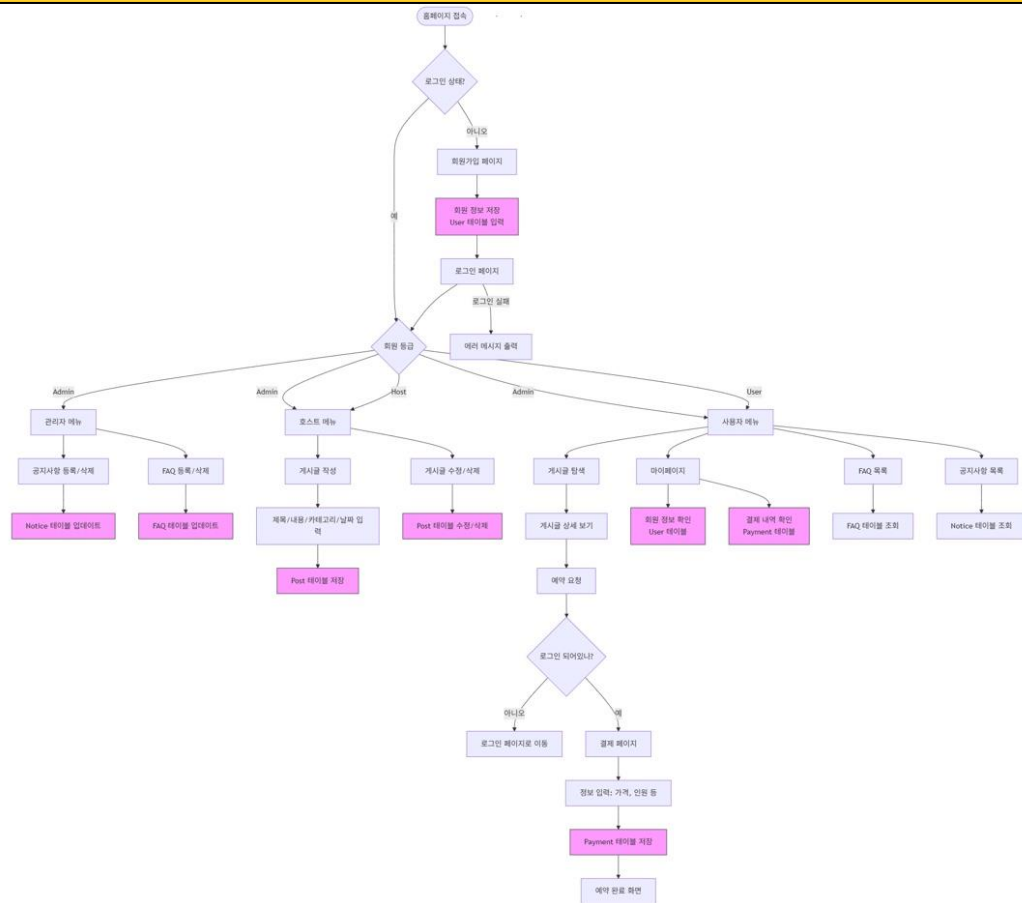 홈페이지 접속
로그인 상태?
아니오
회원가입 페이지
예
회원 정보 저장
User 테이블 입력
로그인 페이지
로그인 실패
회원 등급
에러 메시지 출력
Admin
Admin
Host
Admin
User
관리자 메뉴
호스트 메뉴
사용자 메뉴
공지사항 등록/삭제
FAQ 등록/삭제
게시글 작성
게시글 수정/삭제
게시글 탐색
마이페이지
FAQ 목록
공지사항 목록
Notice 테이블 업데이트
FAQ 테이블 업데이트
제목/내용/카테고리/날짜 입
력
Post 테이블 수정/삭제
게시글 상세 보기
회원 정보 확인
User 테이블
결제 내역 확인
Payment 테이블
FAQ 테이블 조회
Notice 테이블 조회
Post 테이블 저장
예약 요청
로그인 되어있나?
아니오
예
로그인 페이지로 이동
결제 페이지
정보 입력: 가격, 인원 등
Payment 테이블 저장
예약 완료 화면